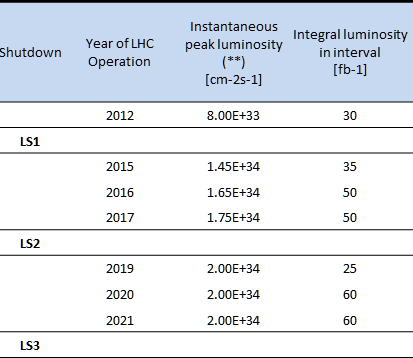 Shutdown Year of LHC Operation Instantaneous peak luminosity (**) [cm-2s-1] Integral luminosity in interval [fb-1]
2012 8.00E+33 30
LS1
2015 1.45E+34 35
2016 1.65E+34 50
2017 1.75E+34 50
LS2
2019 2.00E+34 25
2020 2.00E+34 60
2021 2.00E+34 60
LS3